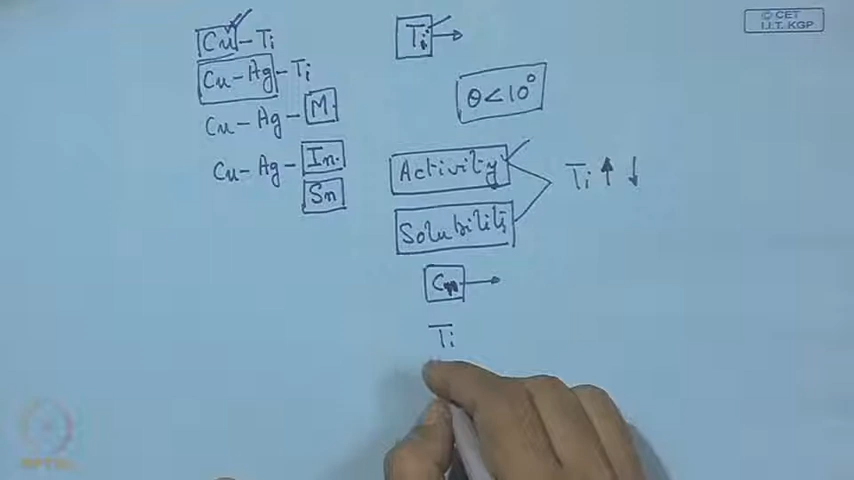 Cu-Ti
Cu-Ag-Ti
Cu-Ag-M
Cu-Ag-In
Sn
Ti
θ<10°
Activity
Solubility
Ti ↑ ↓
Ti
© CET
I.I.T. KGP